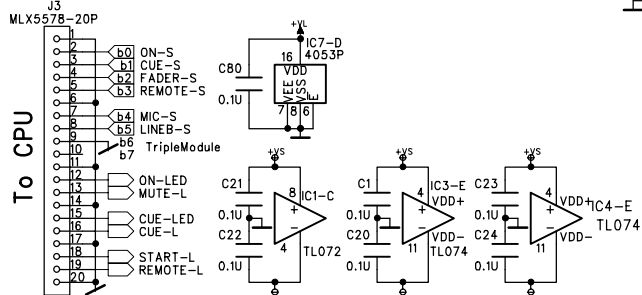 J3
MLX5578-20P
To CPU
1
2 b0 ON-S
3 b1 CUE-S
4 b2 FADER-S
5 b3 REMOTE-S
6
7 b4 MIC-S
8 b5 LINEB-S
9 b6
10 b7 TripleModule
11
12 ON-LED
13 MUTE-L
14
15 CUE-LED
16 CUE-L
17
18 START-L
19 REMOTE-L
20
+VL
IC7-D
4053P
C80
0.1U
16 VDD
VEE VSS E
7 8 6
+VS
C21
0.1U
C22
0.1U
8
+
-
4
IC1-C
TL072
+VS
C1
0.1U
C20
0.1U
4
+
-
11
IC3-E
VDD+
VDD-
TL074
+VS
C23
0.1U
C24
0.1U
4
+
-
11
VDD+
VDD-
IC4-E
TL074